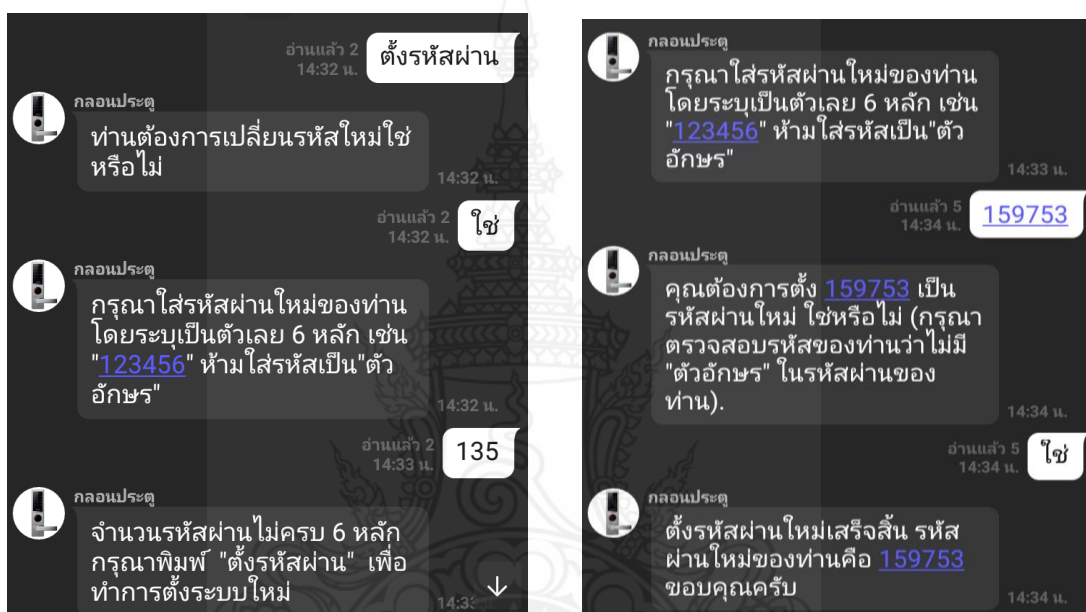 อ่านแล้ว 2
14:32 น.
ตั้งรหัสผ่าน
กลอนประตู
ท่านต้องการเปลี่ยนรหัสใหม่ใช่
หรือไม่
14:32 น.
อ่านแล้ว 2
14:32 น.
ใช่
กลอนประตู
กรุณาใส่รหัสผ่านใหม่ของท่าน
โดยระบุเป็นตัวเลข 6 หลัก เช่น
"123456" ห้ามใส่รหัสเป็น"ตัว
อักษร"
14:32 น.
อ่านแล้ว 2
14:33 น.
135
กลอนประตู
จำนวนรหัสผ่านไม่ครบ 6 หลัก
กรุณาพิมพ์ "ตั้งรหัสผ่าน" เพื่อ
ทำการตั้งระบบใหม่
กลอนประตู
กรุณาใส่รหัสผ่านใหม่ของท่าน
โดยระบุเป็นตัวเลย 6 หลัก เช่น
"123456" ห้ามใส่รหัสเป็น"ตัว
อักษร"
14:33 น.
อ่านแล้ว 5
14:34 น.
159753
กลอนประตู
คุณต้องการตั้ง 159753 เป็น
รหัสผ่านใหม่ ใช่หรือไม่ (กรุณา
ตรวจสอบรหัสของท่านว่าไม่มี
"ตัวอักษร" ในรหัสผ่านของ
ท่าน).
14:34 น.
อ่านแล้ว 5
14:34 น.
ใช่
กลอนประตู
ตั้งรหัสผ่านใหม่เสร็จสิ้น รหัส
ผ่านใหม่ของท่านคือ 159753
ขอบคุณครับ
14:34 น.